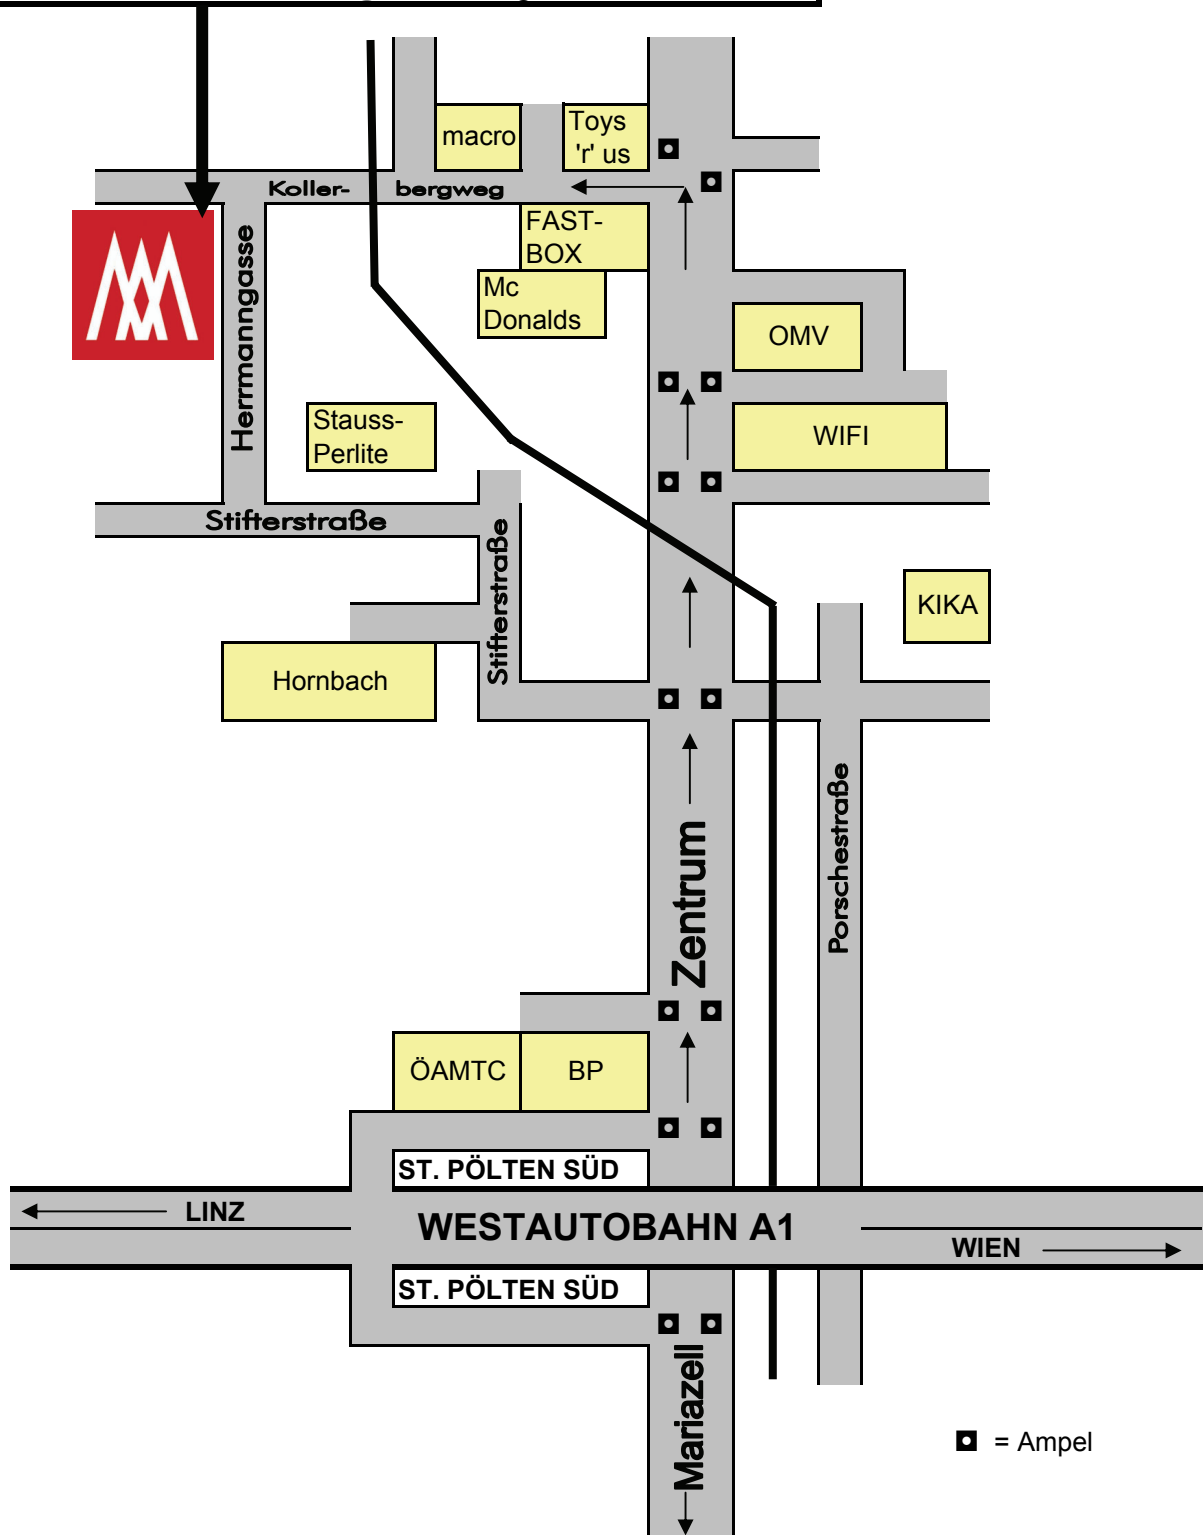 macro
Toys
'r' us
Koller-
bergweg
FAST-
BOX
Mc
Donalds
Herrmanngasse
OMV
Stauss-
Perlite
WIFI
Stifterstraße
Stifterstraße
KIKA
Hornbach
Zentrum
Porschestraße
ÖAMTC
BP
ST. PÖLTEN SÜD
LINZ
WESTAUTOBAHN A1
WIEN
ST. PÖLTEN SÜD
Mariazell
= Ampel